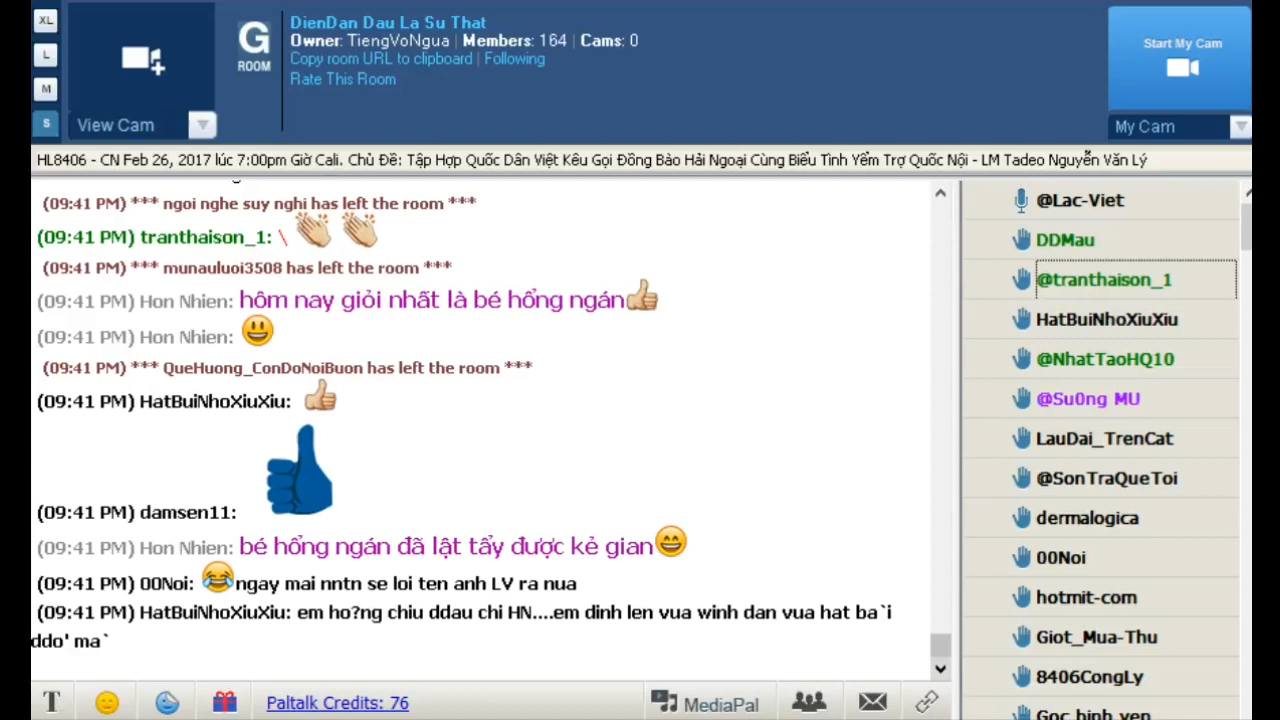 XL
L
M
S
View Cam
G
ROOM
DienDan Dau La Su That
Owner: TiengVoNgua | Members: 164 | Cams: 0
Copy room URL to clipboard | Following
Rate This Room
Start My Cam
My Cam
HL8406 - CN Feb 26, 2017 lúc 7:00pm Giờ Cali. Chủ Đề: Tập Hợp Quốc Dân Việt Kêu Gọi Đồng Bào Hải Ngoại Cùng Biểu Tình Yểm Trợ Quốc Nội - LM Tadeo Nguyễn Văn Lý
(09:41 PM) *** ngoi nghe suy nghi has left the room ***
(09:41 PM) tranthaison_1: \
(09:41 PM) *** munauluoi3508 has left the room ***
(09:41 PM) Hon Nhien: hôm nay giỏi nhất là bé hổng ngán
(09:41 PM) Hon Nhien:
(09:41 PM) *** QueHuong_ConDoNoiBuon has left the room ***
(09:41 PM) HatBuiNhoXiuXiu:
(09:41 PM) damsen11:
(09:41 PM) Hon Nhien: bé hổng ngán đã lật tẩy được kẻ gian
(09:41 PM) 00Noi: ngay mai nntn se loi ten anh LV ra nua
(09:41 PM) HatBuiNhoXiuXiu: em ho?ng chiu ddau chi HN....em dinh len vua winh dan vua hat ba`i
ddo' ma`
@Lac-Viet
DDMau
@tranthaison_1
HatBuiNhoXiuXiu
@NhatTaoHQ10
@Su0ng MU
LauDai_TrenCat
@SonTraQueToi
dermalogica
00Noi
hotmit-com
Giot_Mua-Thu
8406CongLy
Goc binh yen
T
Paltalk Credits: 76
MediaPal